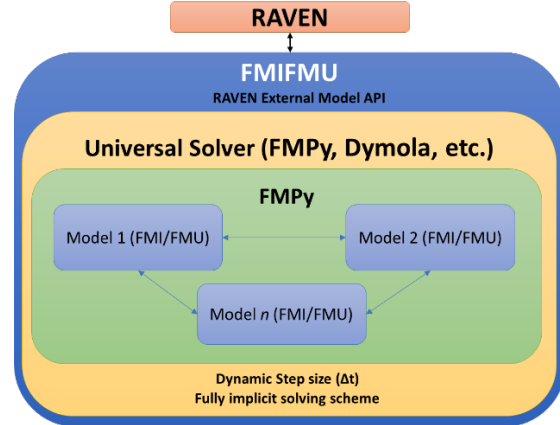 RAVEN
FMIFMU
RAVEN External Model API
Universal Solver (FMPy, Dymola, etc.)
FMPy
Model 1 (FMI/FMU)
Model 2 (FMI/FMU)
Model n (FMI/FMU)
Dynamic Step size (Δt)
Fully implicit solving scheme